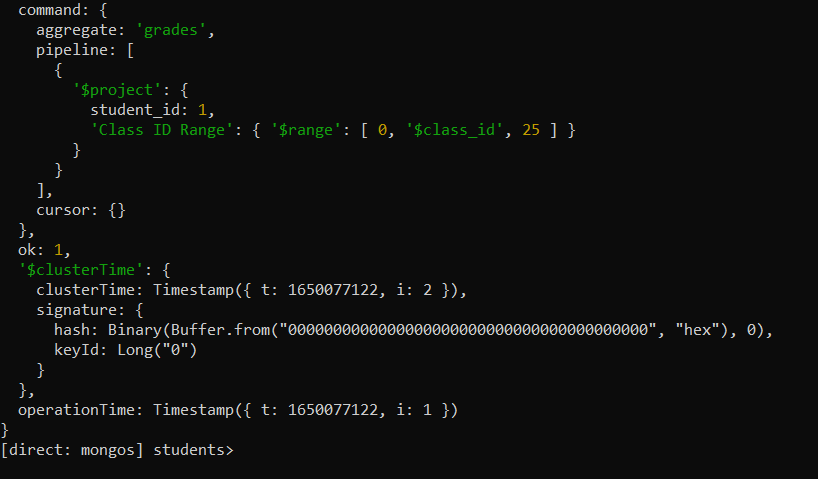 command: {
aggregate: 'grades',
pipeline: [
{
'$project': {
student_id: 1,
'Class ID Range': { '$range': [ 0, '$class_id', 25 ] }
}
}
],
cursor: {}
},
ok: 1,
'$clusterTime': {
clusterTime: Timestamp({ t: 1650077122, i: 2 }),
signature: {
hash: Binary(Buffer.from("0000000000000000000000000000000000000000", "hex"), 0),
keyId: Long("0")
}
},
operationTime: Timestamp({ t: 1650077122, i: 1 })
}
[direct: mongos] students>